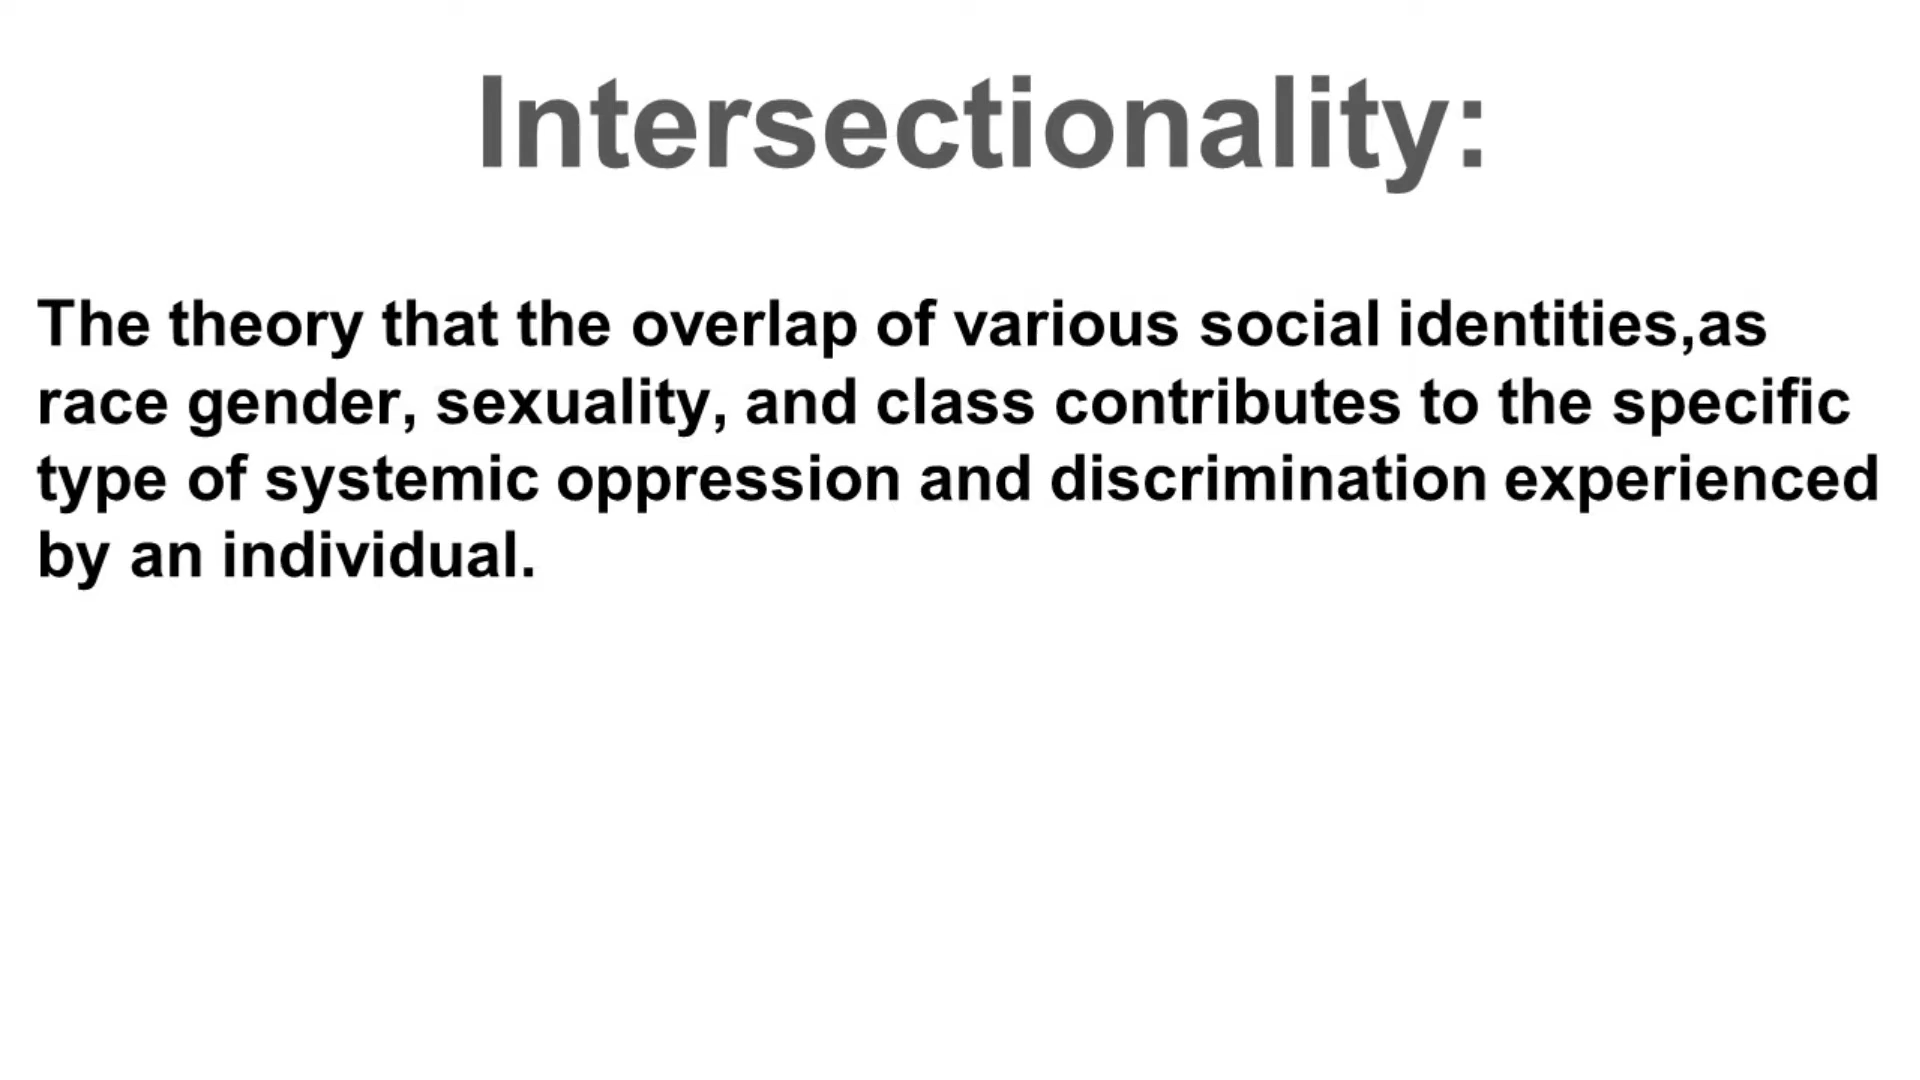 Intersectionality:
The theory that the overlap of various social identities,as
race gender, sexuality, and class contributes to the specific
type of systemic oppression and discrimination experienced
by an individual.